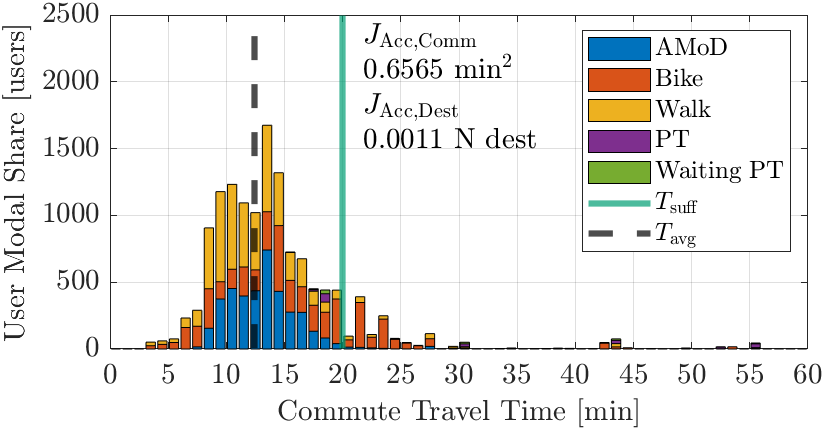 2500
2000
1500
1000
500
0
User Modal Share [users]
J_Acc,Comm
0.6565 min²
J_Acc,Dest
0.0011 N dest
AMoD
Bike
Walk
PT
Waiting PT
T_suff
T_avg
0 5 10 15 20 25 30 35 40 45 50 55 60
Commute Travel Time [min]